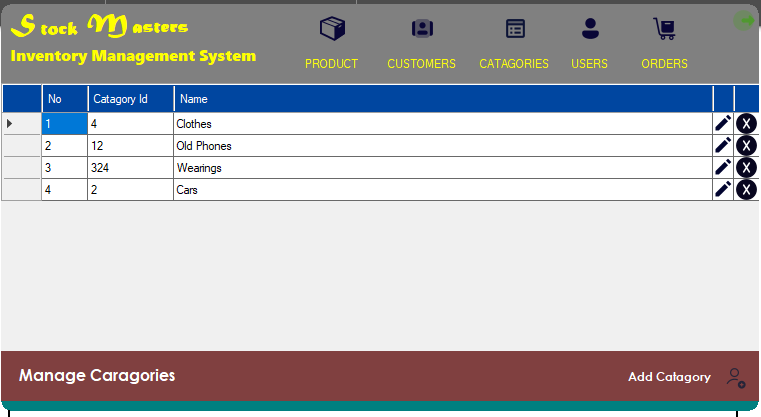 Stock Masters
Inventory Management System
PRODUCT CUSTOMERS CATAGORIES USERS ORDERS
No Catagory Id Name
1 4 Clothes
2 12 Old Phones
3 324 Wearings
4 2 Cars
Manage Caragories Add Catagory